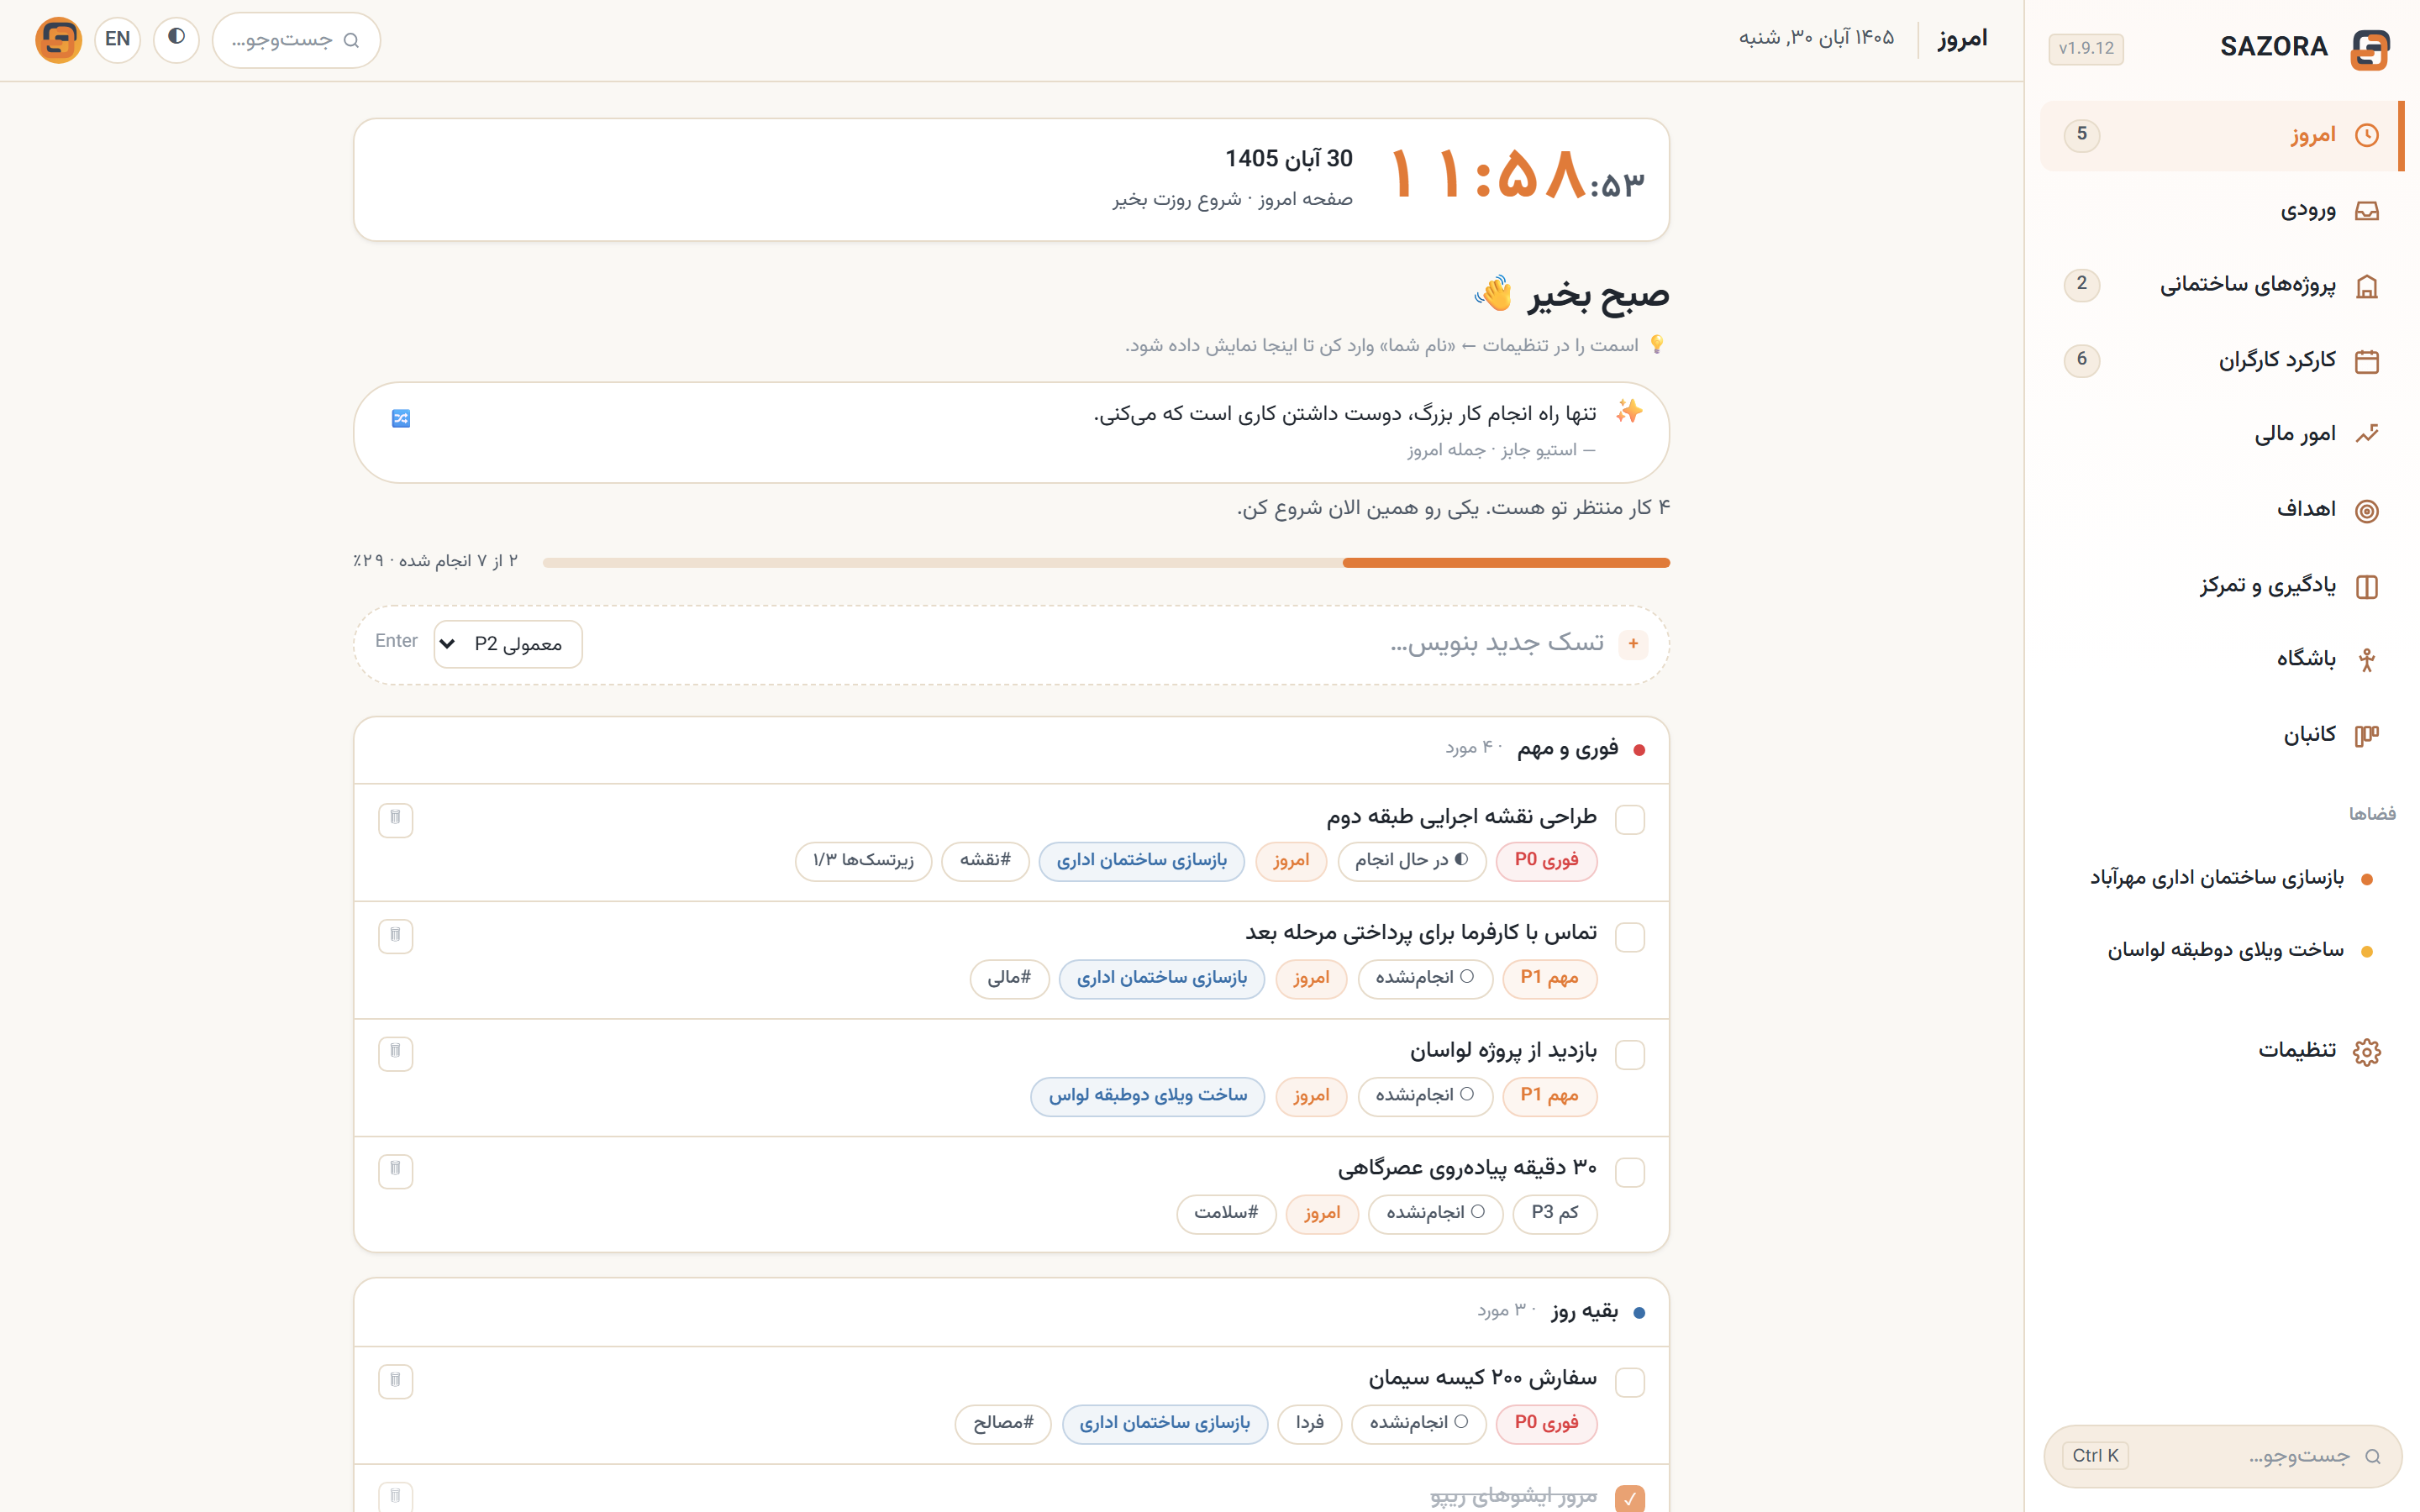 SAZORA v1.9.12
امروز 5
ورودی
پروژه‌های ساختمانی 2
کارکرد کارگران 6
امور مالی
اهداف
یادگیری و تمرکز
باشگاه
کانبان
فضاها
بازسازی ساختمان اداری مهرآباد
ساخت ویلای دوطبقه لواسان
تنظیمات
جست‌وجو... Ctrl K
امروز
۱۴۰۵ آبان ۳۰, شنبه
جست‌وجو...
EN
۱۱:۵۸:۵۳
30 آبان 1405
صفحه امروز · شروع روزت بخیر
صبح بخیر 👋
💡 اسمت را در تنظیمات ← «نام شما» وارد کن تا اینجا نمایش داده شود.
✨ تنها راه انجام کار بزرگ، دوست داشتن کاری است که می‌کنی.
— استیو جابز · جمله امروز
۴ کار منتظر تو هست. یکی رو همین الان شروع کن.
۲ از ۷ انجام شده · ۲۹٪
+ تسک جدید بنویس... معمولی P2 Enter
فوری و مهم · ۴ مورد
طراحی نقشه اجرایی طبقه دوم
فوری P0 ◐ در حال انجام امروز بازسازی ساختمان اداری #نقشه زیرتسک‌ها ۱/۳
تماس با کارفرما برای پرداختی مرحله بعد
مهم P1 ○ انجام‌نشده امروز بازسازی ساختمان اداری #مالی
بازدید از پروژه لواسان
مهم P1 ○ انجام‌نشده امروز ساخت ویلای دوطبقه لواس
۳۰ دقیقه پیاده‌روی عصرگاهی
کم P3 ○ انجام‌نشده امروز #سلامت
بقیه روز · ۳ مورد
سفارش ۲۰۰ کیسه سیمان
فوری P0 ○ انجام‌نشده فردا بازسازی ساختمان اداری #مصالح
مرور ایشوهای ریپو